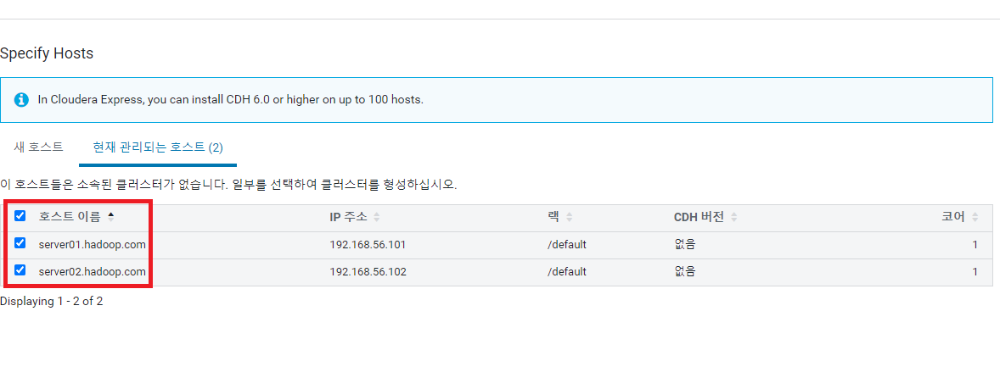 Specify Hosts
In Cloudera Express, you can install CDH 6.0 or higher on up to 100 hosts.
새 호스트 현재 관리되는 호스트 (2)
이 호스트들은 소속된 클러스터가 없습니다. 일부를 선택하여 클러스터를 형성하십시오.
호스트 이름 IP 주소 랙 CDH 버전 코어
server01.hadoop.com 192.168.56.101 /default 없음 1
server02.hadoop.com 192.168.56.102 /default 없음 1
Displaying 1 - 2 of 2